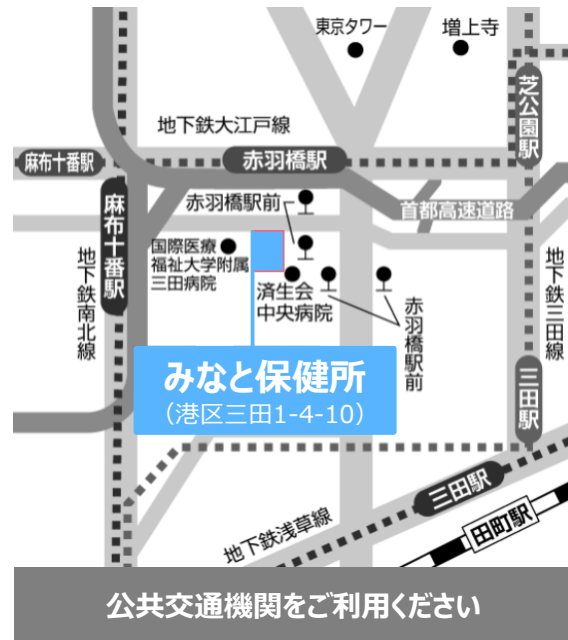 東京タワー
増上寺
芝公園駅
地下鉄大江戸線
麻布十番駅
赤羽橋駅
麻布十番駅
赤羽橋駅前
首都高速道路
国際医療
福祉大学附属
三田病院
済生会
中央病院
赤羽橋駅前
地下鉄南北線
地下鉄三田線
みなと保健所
（港区三田1-4-10）
三田駅
三田駅
田町駅
地下鉄浅草線
公共交通機関をご利用ください